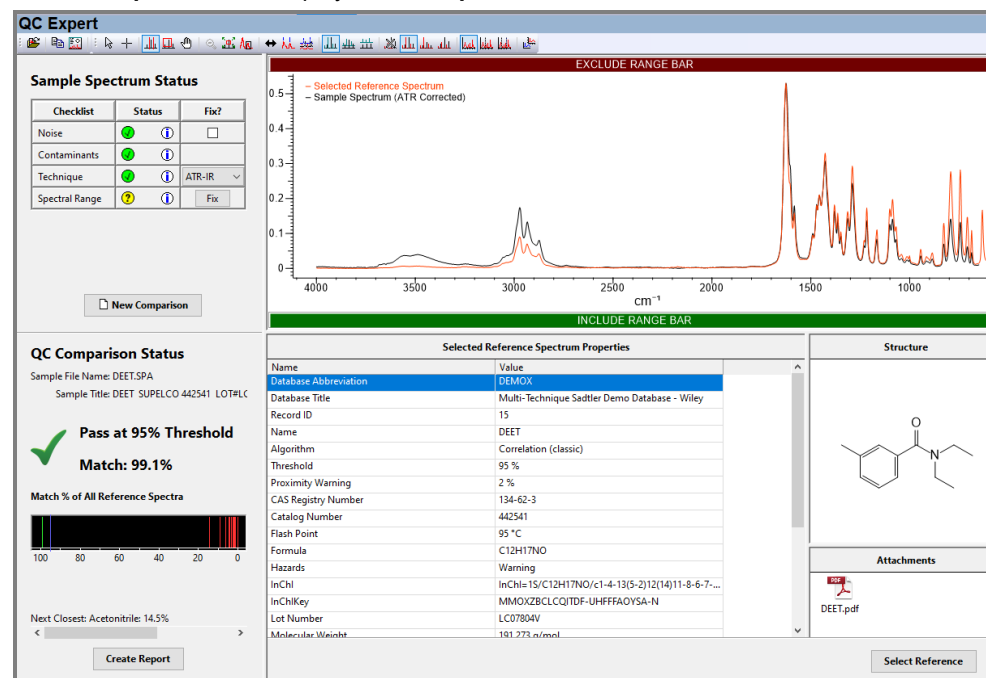 QC Expert
EXCLUDE RANGE BAR
Sample Spectrum Status
Checklist Status Fix?
Noise
Contaminants
Technique ATR-IR
Spectral Range Fix
New Comparison
– Selected Reference Spectrum
– Sample Spectrum (ATR Corrected)
0.5
0.4
0.3
0.2
0.1
0
4000 3500 3000 2500 2000 1500 1000
cm⁻¹
INCLUDE RANGE BAR
QC Comparison Status
Sample File Name: DEET.SPA
Sample Title: DEET SUPELCO 442541 LOT#LC
Pass at 95% Threshold
Match: 99.1%
Match % of All Reference Spectra
100 80 60 40 20 0
Next Closest: Acetonitrile: 14.5%
Create Report
Selected Reference Spectrum Properties
Name Value
Database Abbreviation DEMOX
Database Title Multi-Technique Sadtler Demo Database - Wiley
Record ID 15
Name DEET
Algorithm Correlation (classic)
Threshold 95 %
Proximity Warning 2 %
CAS Registry Number 134-62-3
Catalog Number 442541
Flash Point 95 °C
Formula C12H17NO
Hazards Warning
InChI InChI=1S/C12H17NO/c1-4-13(5-2)12(14)11-8-6-7-...
InChIKey MMOXZBCLCQITDF-UHFFFAOYSA-N
Lot Number LC07804V
Molecular Weight 191.273 g/mol
Structure
O
N
Attachments
PDF
DEET.pdf
Select Reference